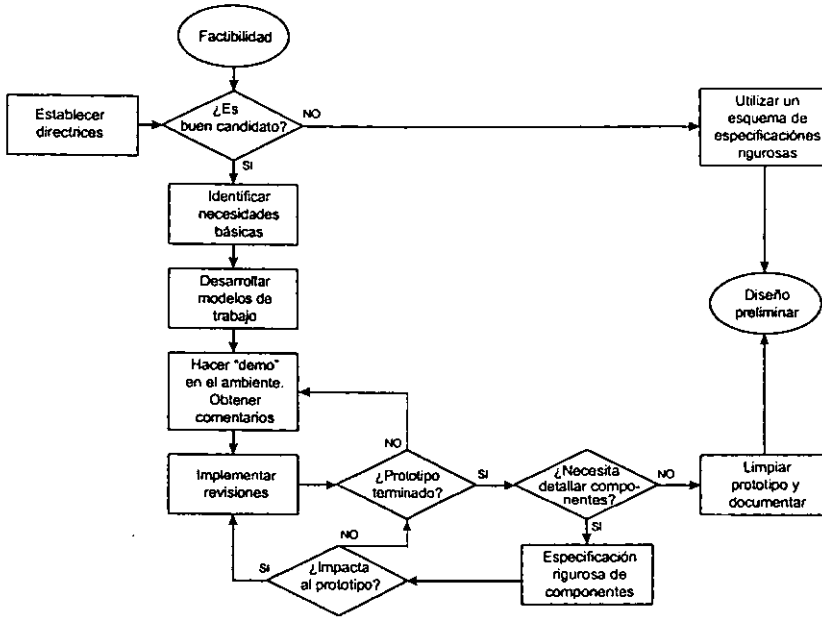 Factibilidad
Establecer
directrices
¿Es
buen candidato?
NO
SI
Utilizar un
esquema de
especificaciónes
rigurosas
Identificar
necesidades
básicas
Desarrollar
modelos de
trabajo
Diseño
preliminar
Hacer "demo"
en el ambiente.
Obtener
comentarios
Implementar
revisiones
NO
¿Prototipo
terminado?
SI
¿Necesita
detallar compo-
nentes?
NO
SI
Limpiar
prototipo y
documentar
Especificación
rigurosa de
componentes
¿Impacta
al prototipo?
NO
SI